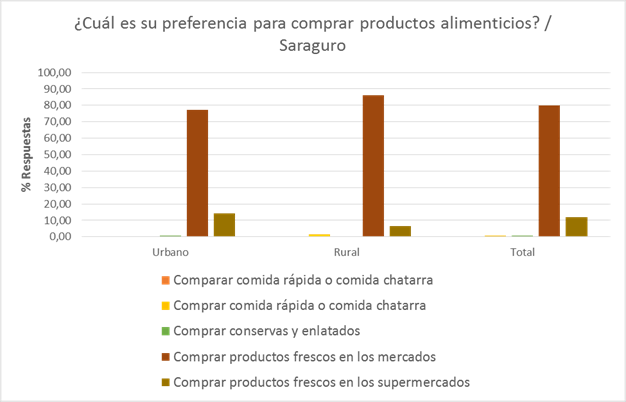 ¿Cuál es su preferencia para comprar productos alimenticios? /
Saraguro
% Respuestas
100,00
90,00
80,00
70,00
60,00
50,00
40,00
30,00
20,00
10,00
0,00
Urbano
Rural
Total
Comparar comida rápida o comida chatarra
Comprar comida rápida o comida chatarra
Comprar conservas y enlatados
Comprar productos frescos en los mercados
Comprar productos frescos en los supermercados